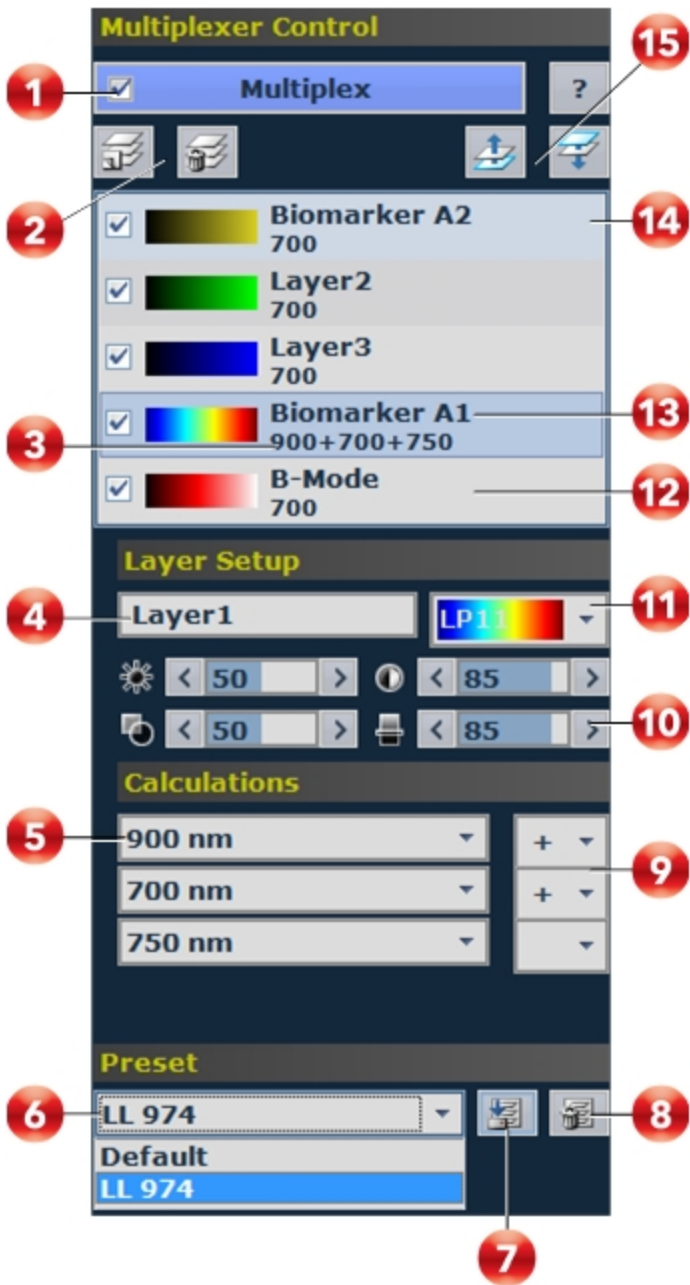 Multiplexer Control
15
1
Multiplex
?
2
Biomarker A2
700
14
Layer2
700
Layer3
700
Biomarker A1
900+700+750
13
3
B-Mode
700
12
Layer Setup
4
Layer1
LP11
11
50
85
50
85
10
Calculations
5
900 nm
+
9
700 nm
+
750 nm
Preset
6
LL 974
8
Default
LL 974
7